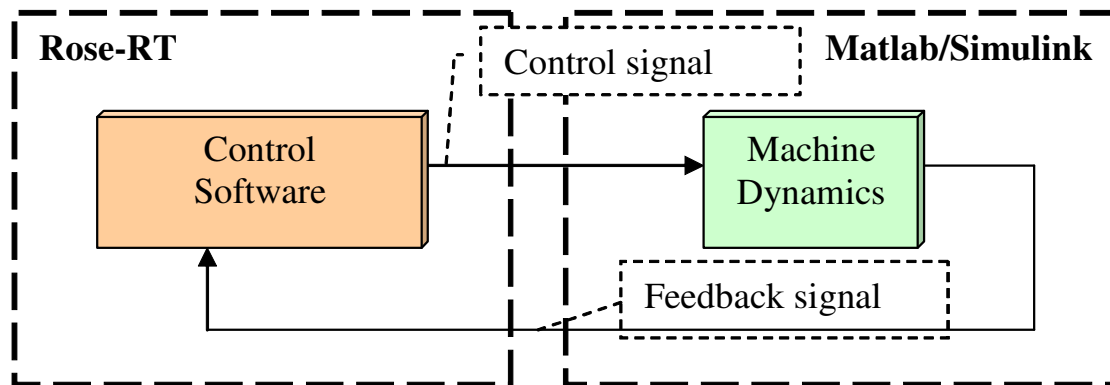 Rose-RT
Matlab/Simulink
Control signal
Control
Software
Machine
Dynamics
Feedback signal